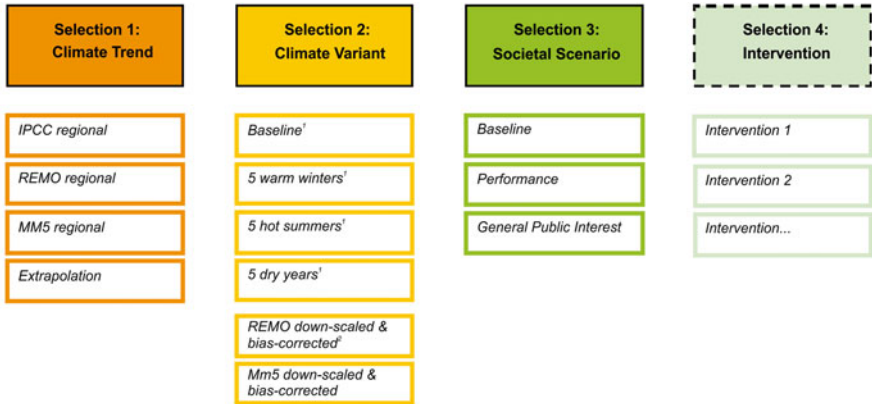 Selection 1:
Climate Trend
IPCC regional
REMO regional
MM5 regional
Extrapolation
Selection 2:
Climate Variant
Baseline¹
5 warm winters¹
5 hot summers¹
5 dry years¹
REMO down-scaled &
bias-corrected²
Mm5 down-scaled &
bias-corrected
Selection 3:
Societal Scenario
Baseline
Performance
General Public Interest
Selection 4:
Intervention
Intervention 1
Intervention 2
Intervention...